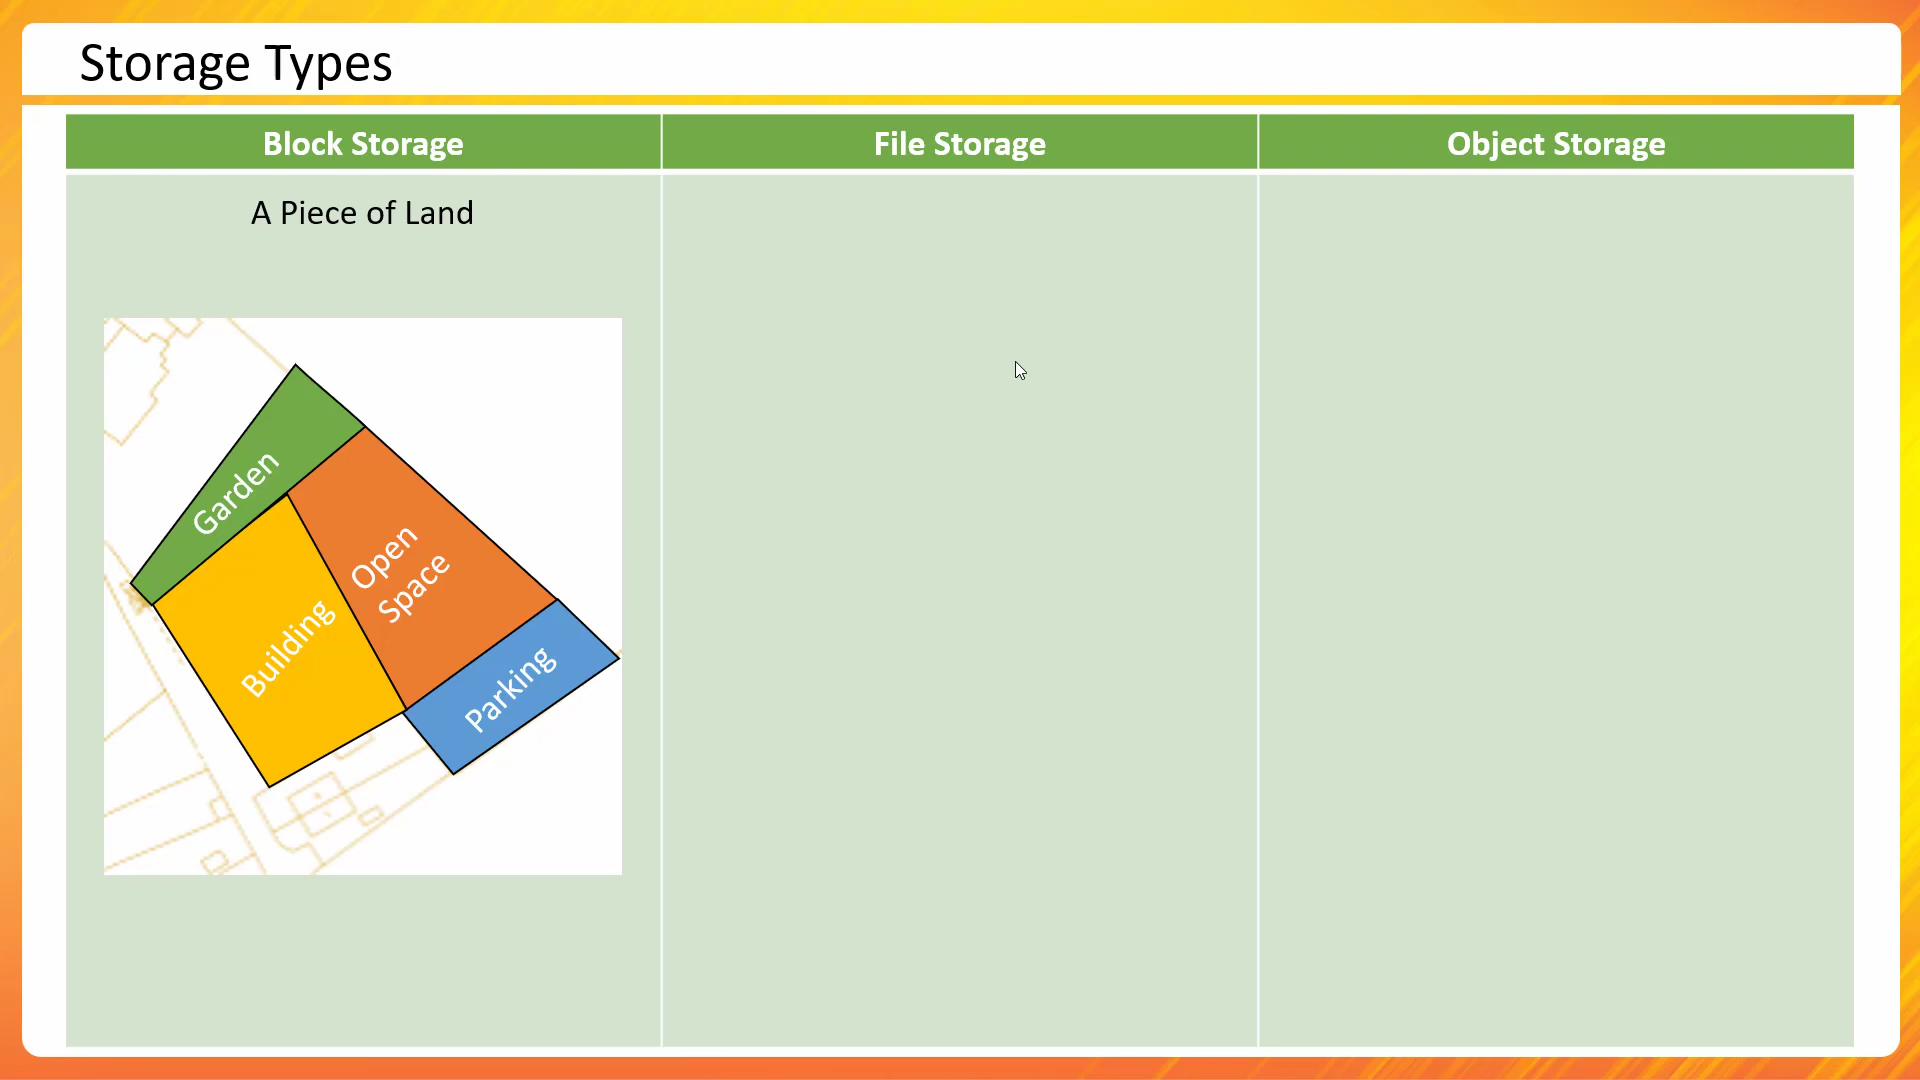 Storage Types
Block Storage
File Storage
Object Storage
A Piece of Land
Garden
Open
Space
Building
Parking